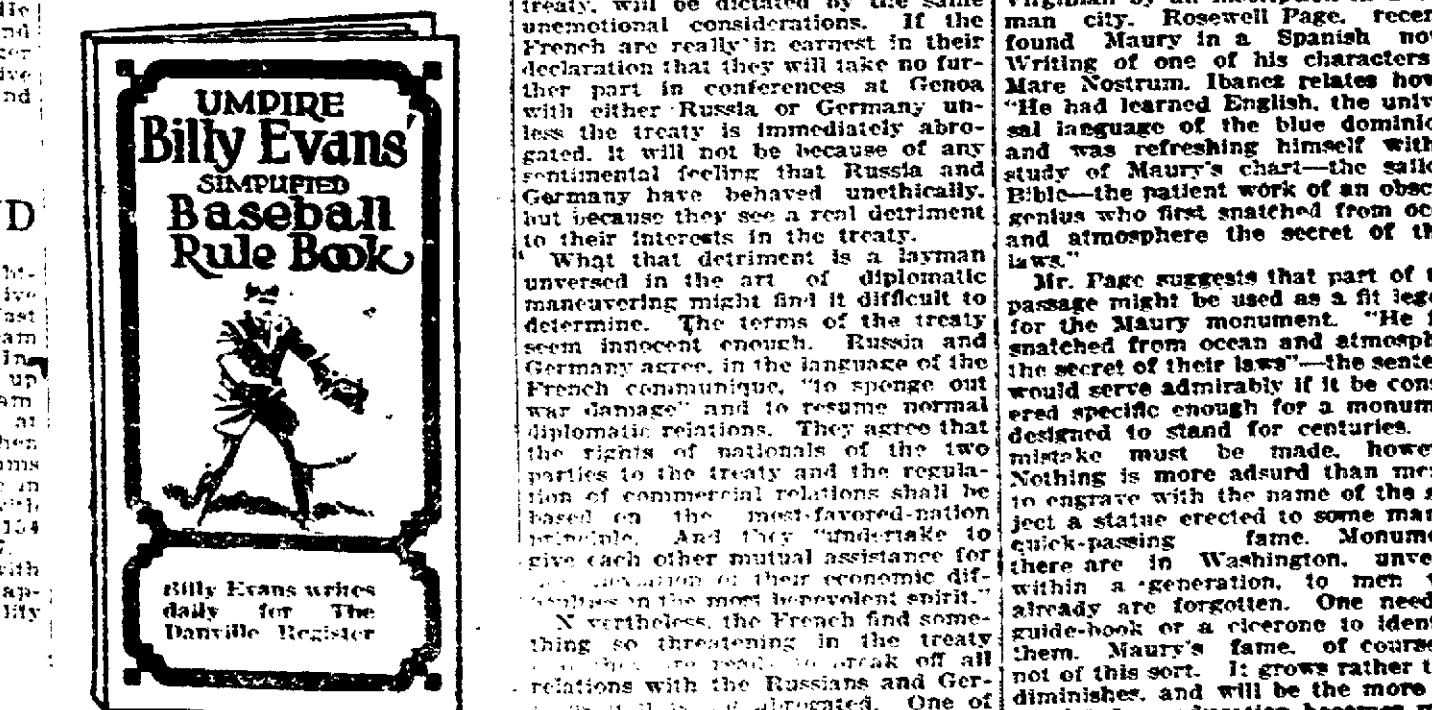 UMPIRE
Billy Evans'
SIMPLIFIED
Baseball
Rule Book
Billy Evans writes
daily for The
Danville Register
treaty, will be dictated by the same
unemotional considerations. If the
French are really in earnest in their
declaration that they will take no fur-
ther part in conferences at Genoa
with either Russia or Germany un-
less the treaty is immediately abro-
gated. It will not be because of any
sentimental feeling that Russia and
Germany have behaved unethically,
but because they see a real detriment
to their interests in the treaty.
What that detriment is a layman
unversed in the art of diplomatic
maneuvering might find it difficult to
determine. The terms of the treaty
seem innocent enough. Russia and
Germany agree, in the language of the
French communique, "to sponge out
war damage" and to resume normal
diplomatic relations. They agree that
the rights of nationals of the two
parties to the treaty and the regula-
tion of commercial relations shall be
based on the most-favored-nation
principle. And they "undertake to
give each other mutual assistance for
of their economic dif-
in the most benevolent spirit."
N vertheless, the French find some-
thing so threatening in the treaty
break off all
relations with the Russians and Ger-
abrogated. One of
man city. Rosewell Page, recen
found Maury in a Spanish nov
Writing of one of his characters
Mare Nostrum. Ibanez relates how
"He had learned English, the univ
sal language of the blue dominic
and was refreshing himself with
study of Maury's chart—the sailo
Bible—the patient work of an obsc
genius who first snatched from oc
and atmosphere the secret of th
laws."
Mr. Page suggests that part of t
passage might be used as a fit lege
for the Maury monument. "He f
snatched from ocean and atmosph
the secret of their laws"—the sente
would serve admirably if it be cons
ered specific enough for a monum
designed to stand for centuries.
mistake must be made, howe
Nothing is more adsurd than mer
to engrave with the name of the s
ject a statue erected to some man
quick-passing fame. Monume
there are in Washington, unve
within a generation, to men
already are forgotten. One need
guide-book or a cicerone to ident
them. Maury's fame, of course
not of this sort. It grows rather t
diminishes, and will be the more